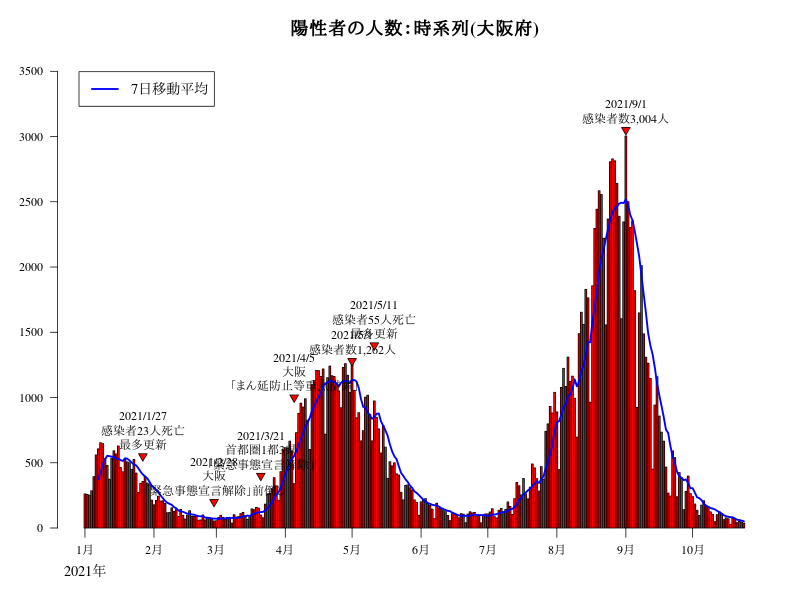 陽性者の人数：時系列(大阪府)
7日移動平均
3500
3000
2500
2000
1500
1000
500
0
2021/9/1
感染者数3,004人
2021/5/11
感染者55人死亡
最多更新
感染者数1,262人
2021/4/5
大阪
「まん延防止等重
2021/3/21
首都圏1都3
緊急事態宣言
2021/1/27
感染者23人死亡
最多更新
大阪
緊急事態宣言解除」前倒
1月
2月
3月
4月
5月
6月
7月
8月
9月
10月
2021年